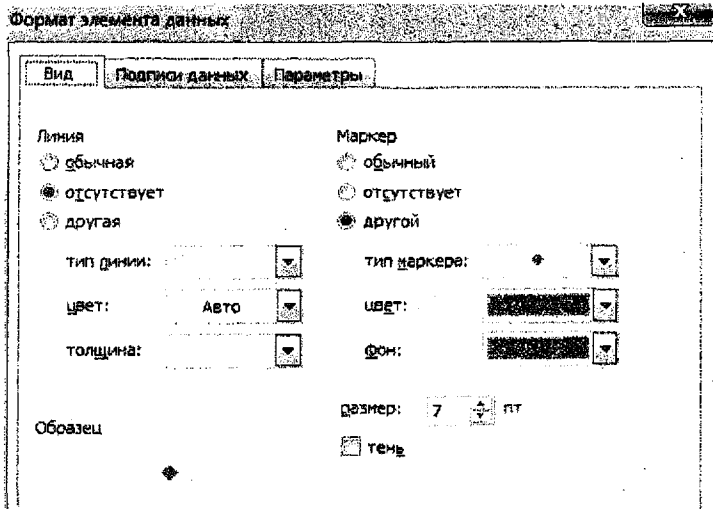 Формат элемента данных
Вид Подписи данных Параметры
Линия
обычная
отсутствует
другая
тип линии:
цвет: Авто
толщина:
Маркер
обычный
отсутствует
другой
тип маркера:
цвет:
фон:
размер: 7 пт
тень
Образец